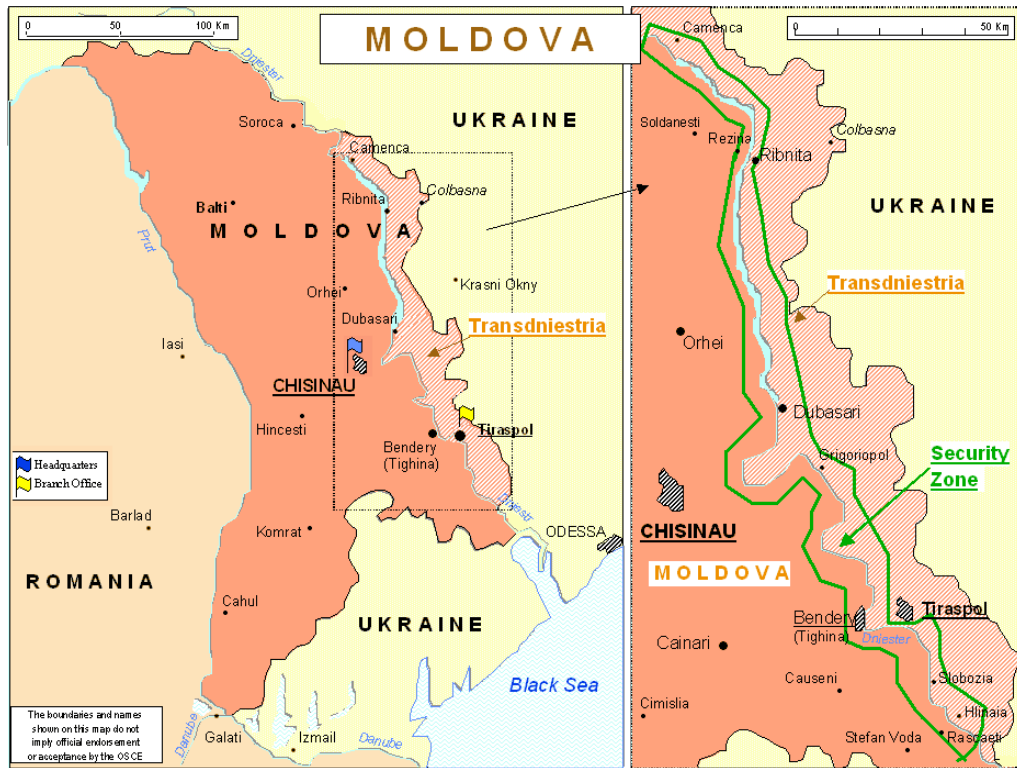 0 50 100 Km
MOLDOVA
0 50 Km
Dniester
Camenca
UKRAINE
Soroca
Soldanesti
Colbasna
Rezina
Ribnita
Camenca
Ribnita
Colbasna
Balti
MOLDOVA
UKRAINE
Prut
Orhei
Krasni Okny
Transdniestria
Dubasari
Transdniestria
Iasi
Orhei
CHISINAU
Dubasari
Hincesti
Tiraspol
Bendery
(Tighina)
Grigoriopol
Security
Zone
Headquarters
Branch Office
Dniestr
Barlad
Komrat
ODESSA
CHISINAU
MOLDOVA
ROMANIA
Cahul
UKRAINE
Bendery
(Tighina)
Tiraspol
Dniester
Cainari
Black Sea
Causeni
Slobozia
Cimislia
Hlinaia
The boundaries and names
shown on this map do not
imply official endorsement
or acceptance by the OSCE
Danube
Galati
Izmail
Danube
Stefan Voda
Rascaeti